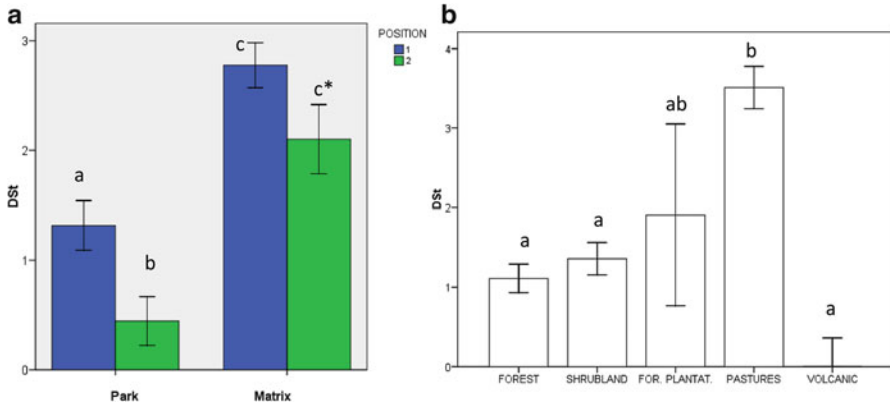 a
3
2
1
0
DSt
a
b
c
c*
Park
Matrix
POSITION
1
2
b
4
3
2
1
0
DSt
a
a
ab
b
a
FOREST
SHRUBLAND
FOR. PLANTAT.
PASTURES
VOLCANIC